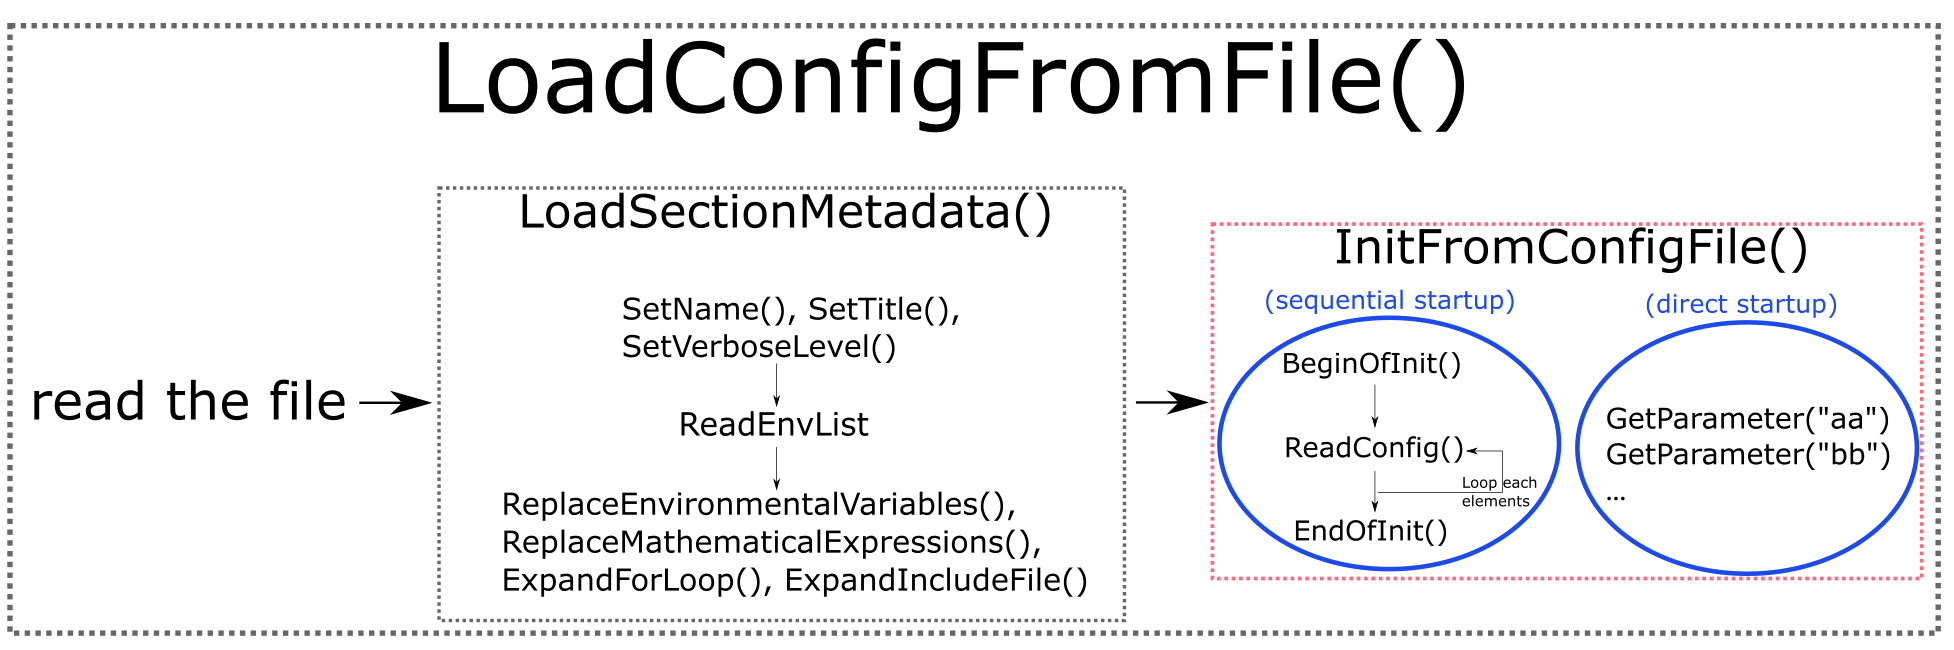 LoadConfigFromFile()
read the file
LoadSectionMetadata()
SetName(), SetTitle(),
SetVerboseLevel()
ReadEnvList
ReplaceEnvironmentalVariables(),
ReplaceMathematicalExpressions(),
ExpandForLoop(), ExpandIncludeFile()
InitFromConfigFile()
(sequential startup)
BeginOfInit()
ReadConfig()
Loop each
elements
EndOfInit()
(direct startup)
GetParameter("aa")
GetParameter("bb")
...